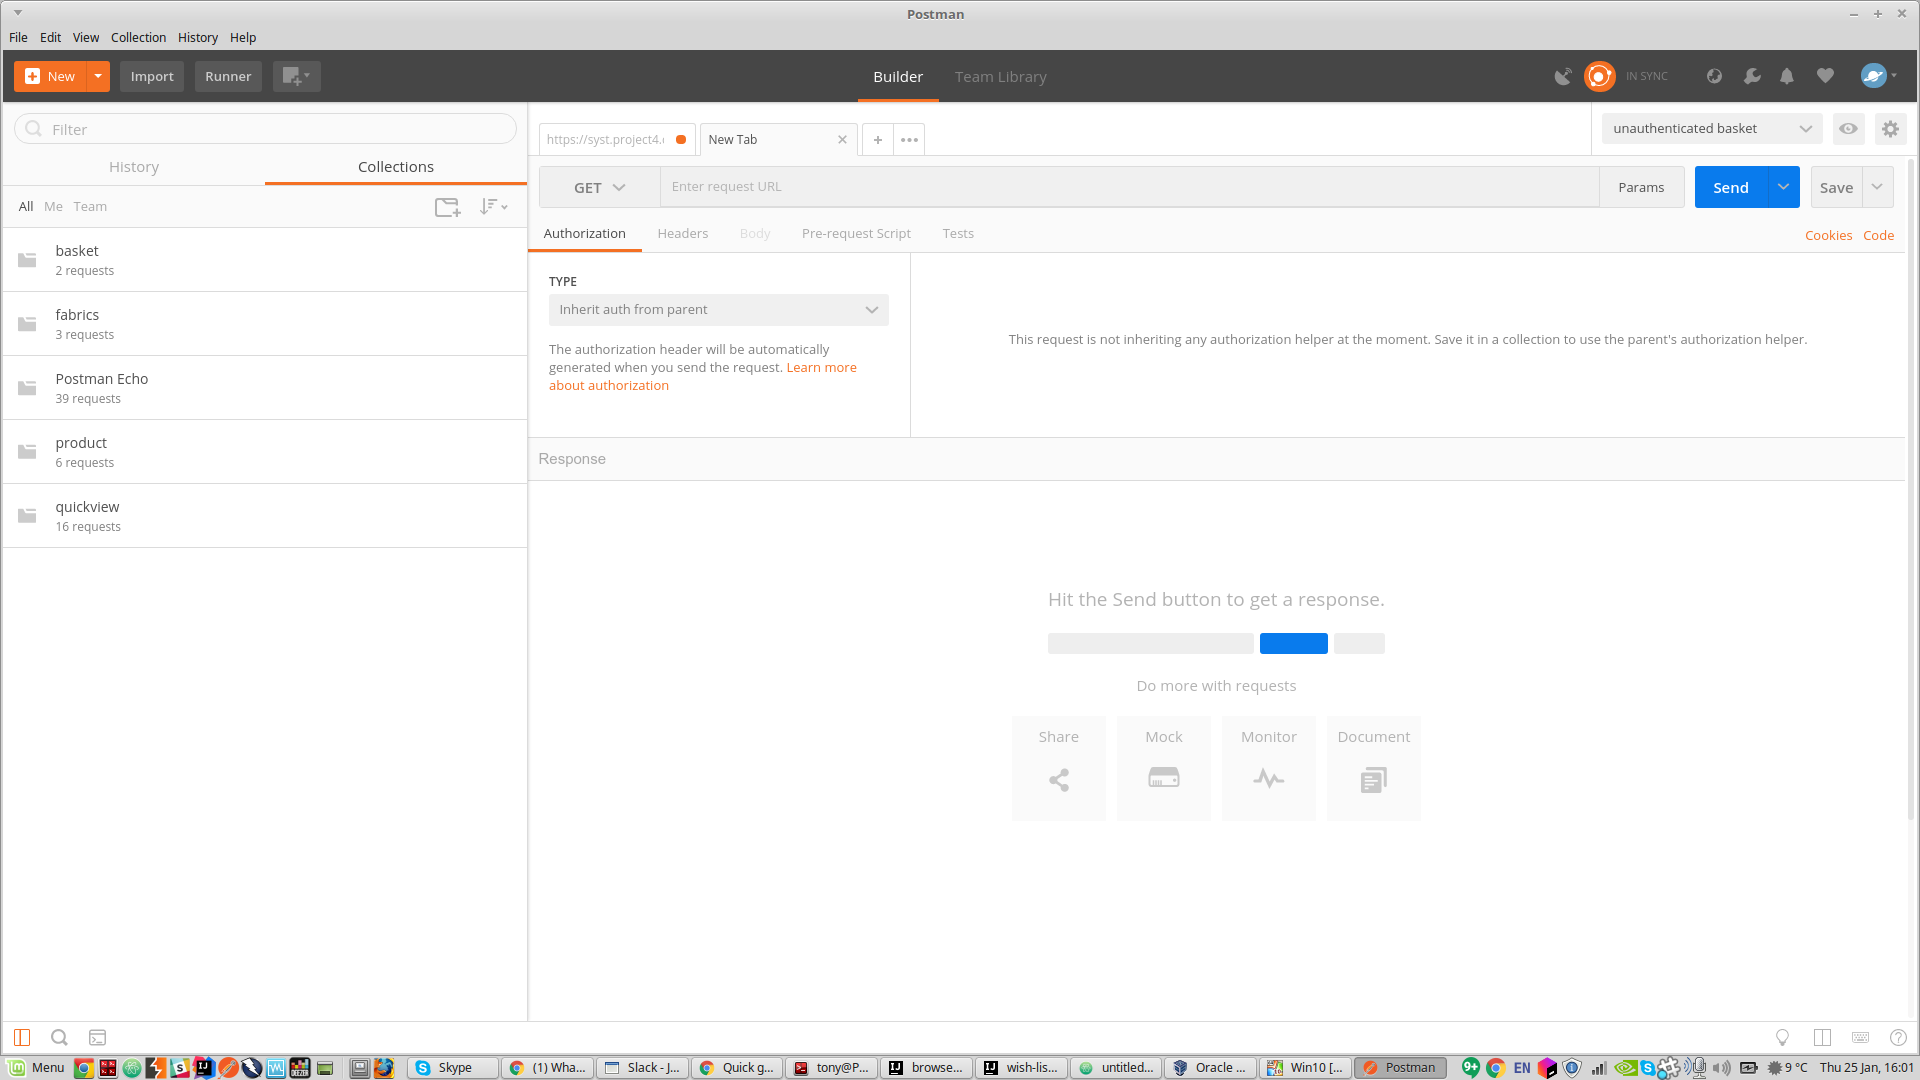 Postman
File Edit View Collection History Help
New Import Runner Builder Team Library IN SYNC
Filter
History Collections
All Me Team
basket
2 requests
fabrics
3 requests
Postman Echo
39 requests
product
6 requests
quickview
16 requests
https://syst.project4. New Tab unauthenticated basket
GET Enter request URL Params Send Save
Authorization Headers Body Pre-request Script Tests Cookies Code
TYPE
Inherit auth from parent
The authorization header will be automatically
generated when you send the request. Learn more
about authorization
This request is not inheriting any authorization helper at the moment. Save it in a collection to use the parent's authorization helper.
Response
Hit the Send button to get a response.
Do more with requests
Share Mock Monitor Document
Menu Skype (1) Wha... Slack - J... Quick g... tony@P... browse... wish-lis... untitled... Oracle ... Win10 [... Postman 9+ EN 9 °C Thu 25 Jan, 16:01